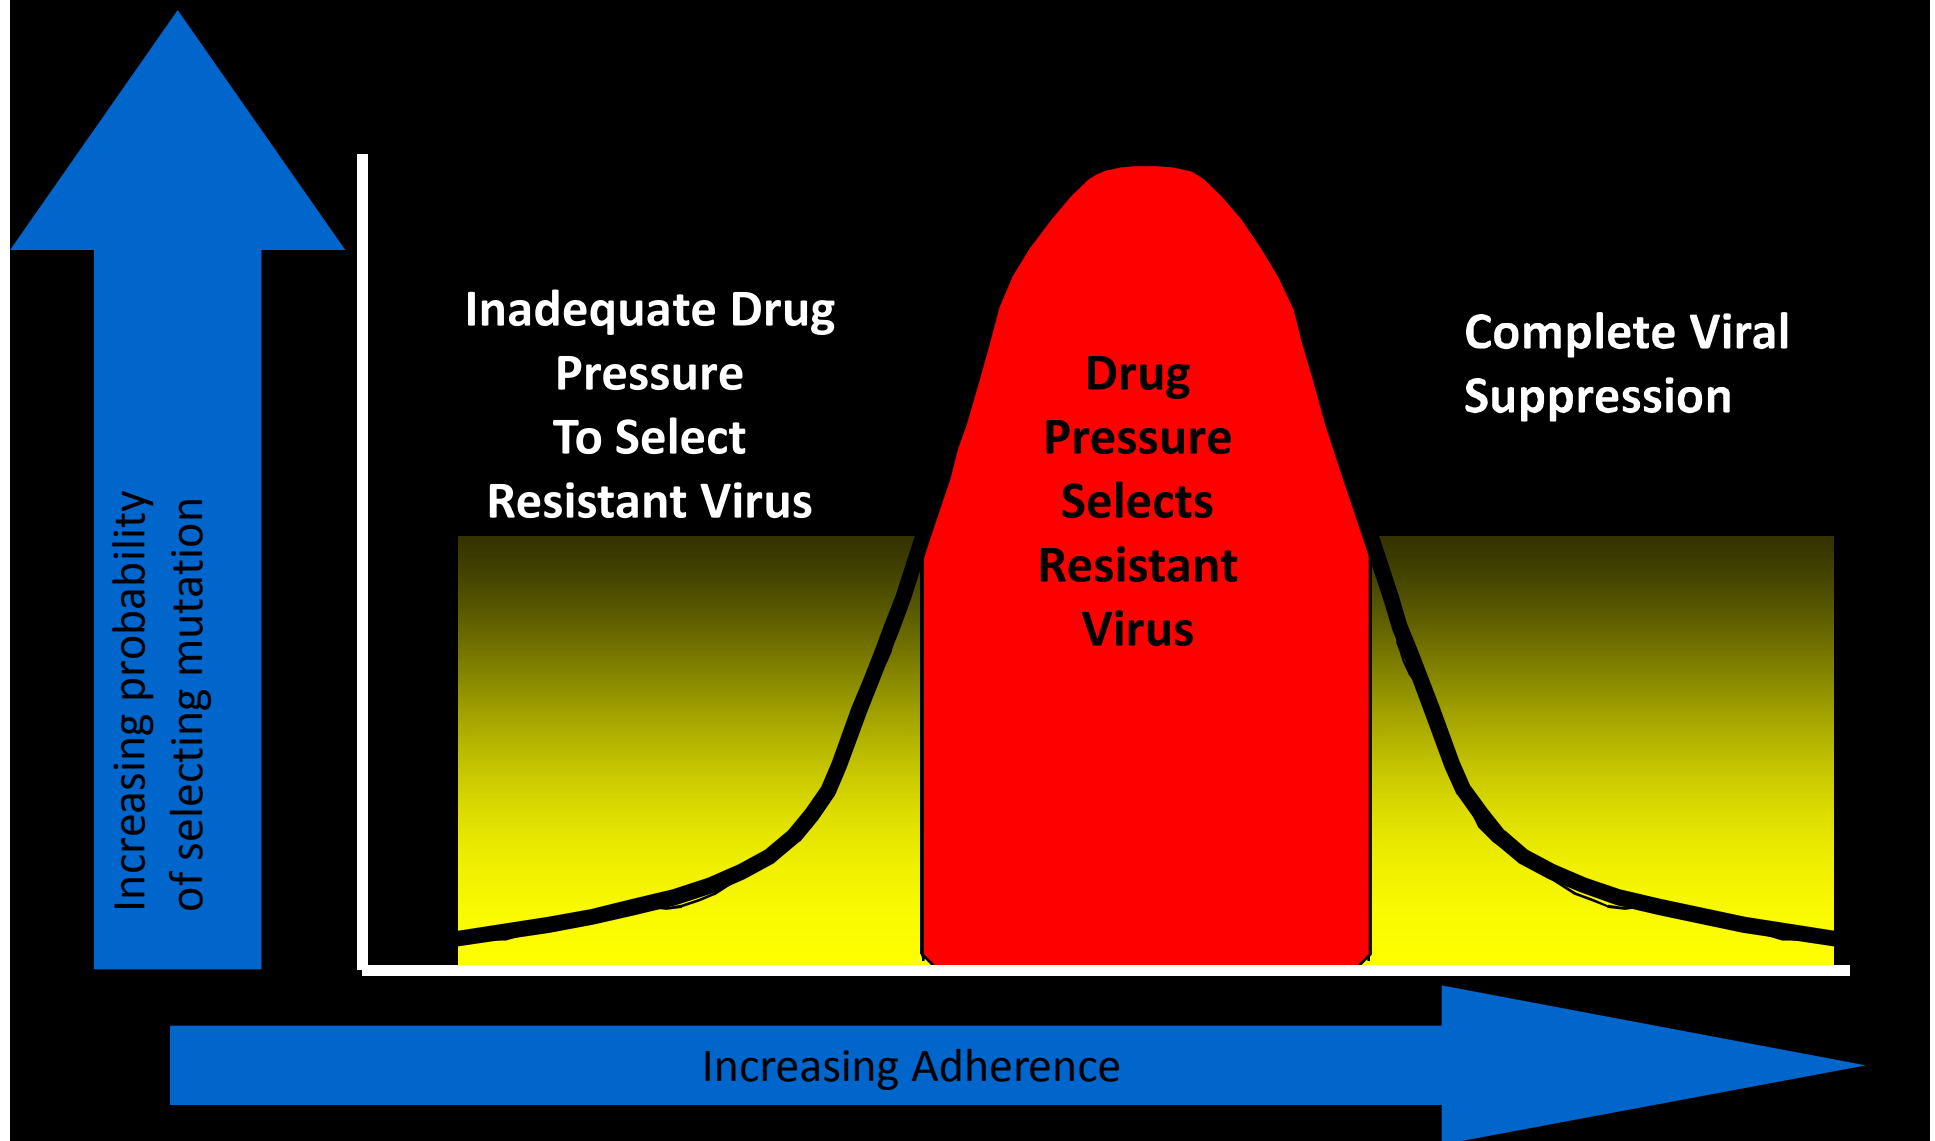 Inadequate Drug
Pressure
To Select
Resistant Virus
Drug
Pressure
Selects
Resistant
Virus
Complete Viral
Suppression
Increasing probability
of selecting mutation
Increasing Adherence